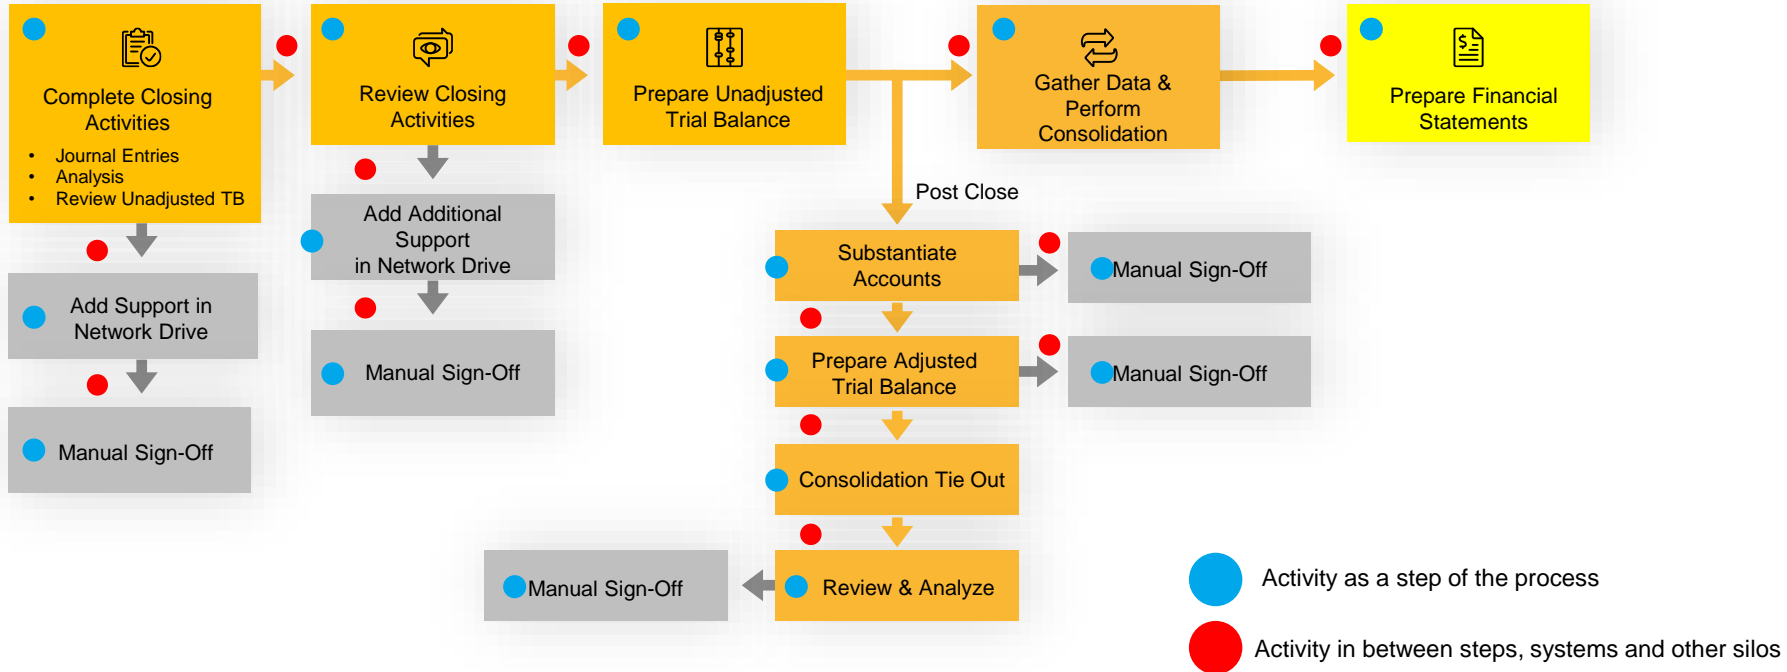 Complete Closing
Activities
• Journal Entries
• Analysis
• Review Unadjusted TB
Review Closing
Activities
Prepare Unadjusted
Trial Balance
Gather Data &
Perform
Consolidation
Prepare Financial
Statements
Post Close
Add Additional
Support
in Network Drive
Add Support in
Network Drive
Manual Sign-Off
Manual Sign-Off
Substantiate
Accounts
Manual Sign-Off
Prepare Adjusted
Trial Balance
Manual Sign-Off
Consolidation Tie Out
Manual Sign-Off
Review & Analyze
Activity as a step of the process
Activity in between steps, systems and other silos